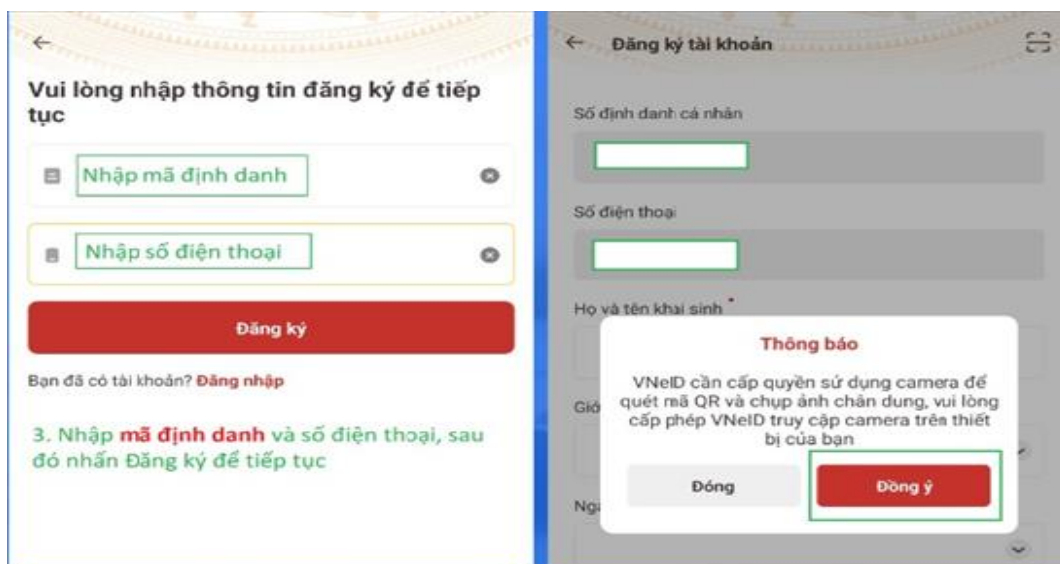 Vui lòng nhập thông tin đăng ký để tiếp
tục
Nhập mã định danh
Nhập số điện thoại
Đăng ký
Bạn đã có tài khoản? Đăng nhập
3. Nhập mã định danh và số điện thoại, sau
đó nhấn Đăng ký để tiếp tục
Đăng ký tài khoản
Số định danh cá nhân
Số điện thoại
Họ và tên khai sinh *
Thông báo
VNeID cần cấp quyền sử dụng camera để
quét mã QR và chụp ảnh chân dung, vui lòng
cấp phép VNeID truy cập camera trên thiết
bị của bạn
Giớ
Đóng
Đồng ý
Ngà